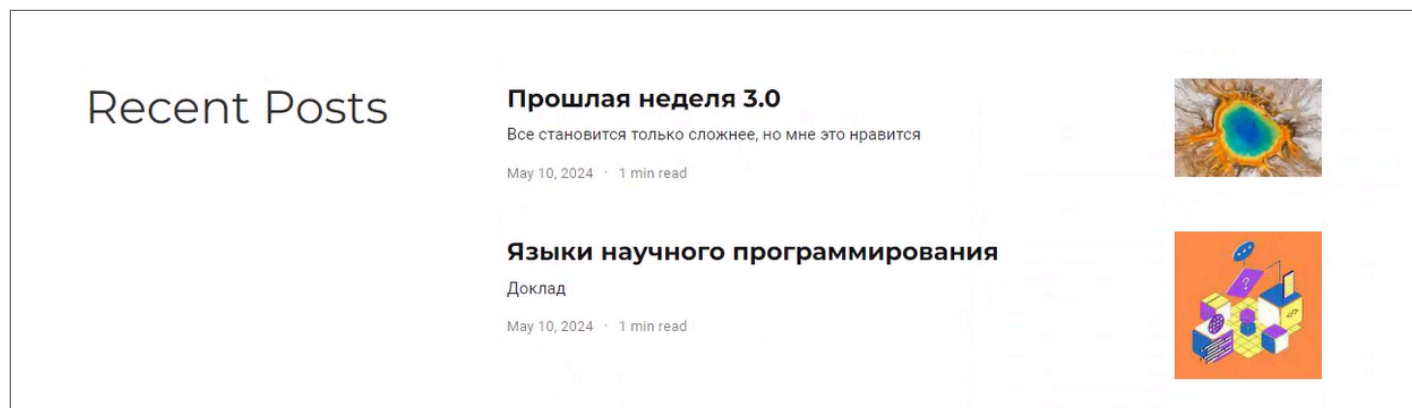 Recent Posts
Прошлая неделя 3.0
Все становится только сложнее, но мне это нравится
May 10, 2024 · 1 min read
Языки научного программирования
Доклад
May 10, 2024 · 1 min read